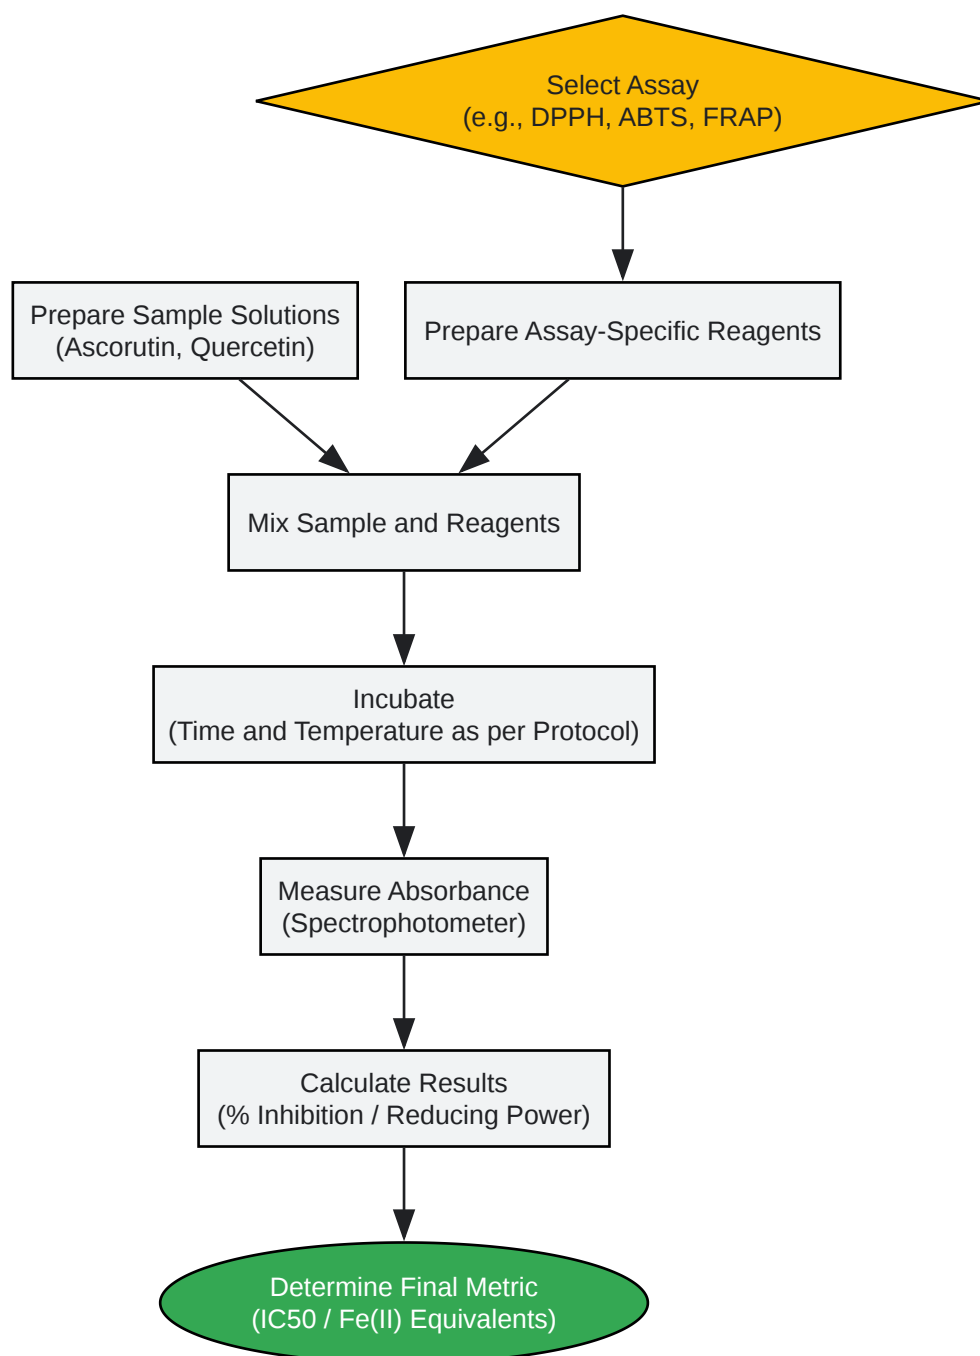 Select Assay
(e.g., DPPH, ABTS, FRAP)
Prepare Sample Solutions
(Ascorutin, Quercetin)
Prepare Assay-Specific Reagents
Mix Sample and Reagents
Incubate
(Time and Temperature as per Protocol)
Measure Absorbance
(Spectrophotometer)
Calculate Results
(% Inhibition / Reducing Power)
Determine Final Metric
(IC50 / Fe(II) Equivalents)